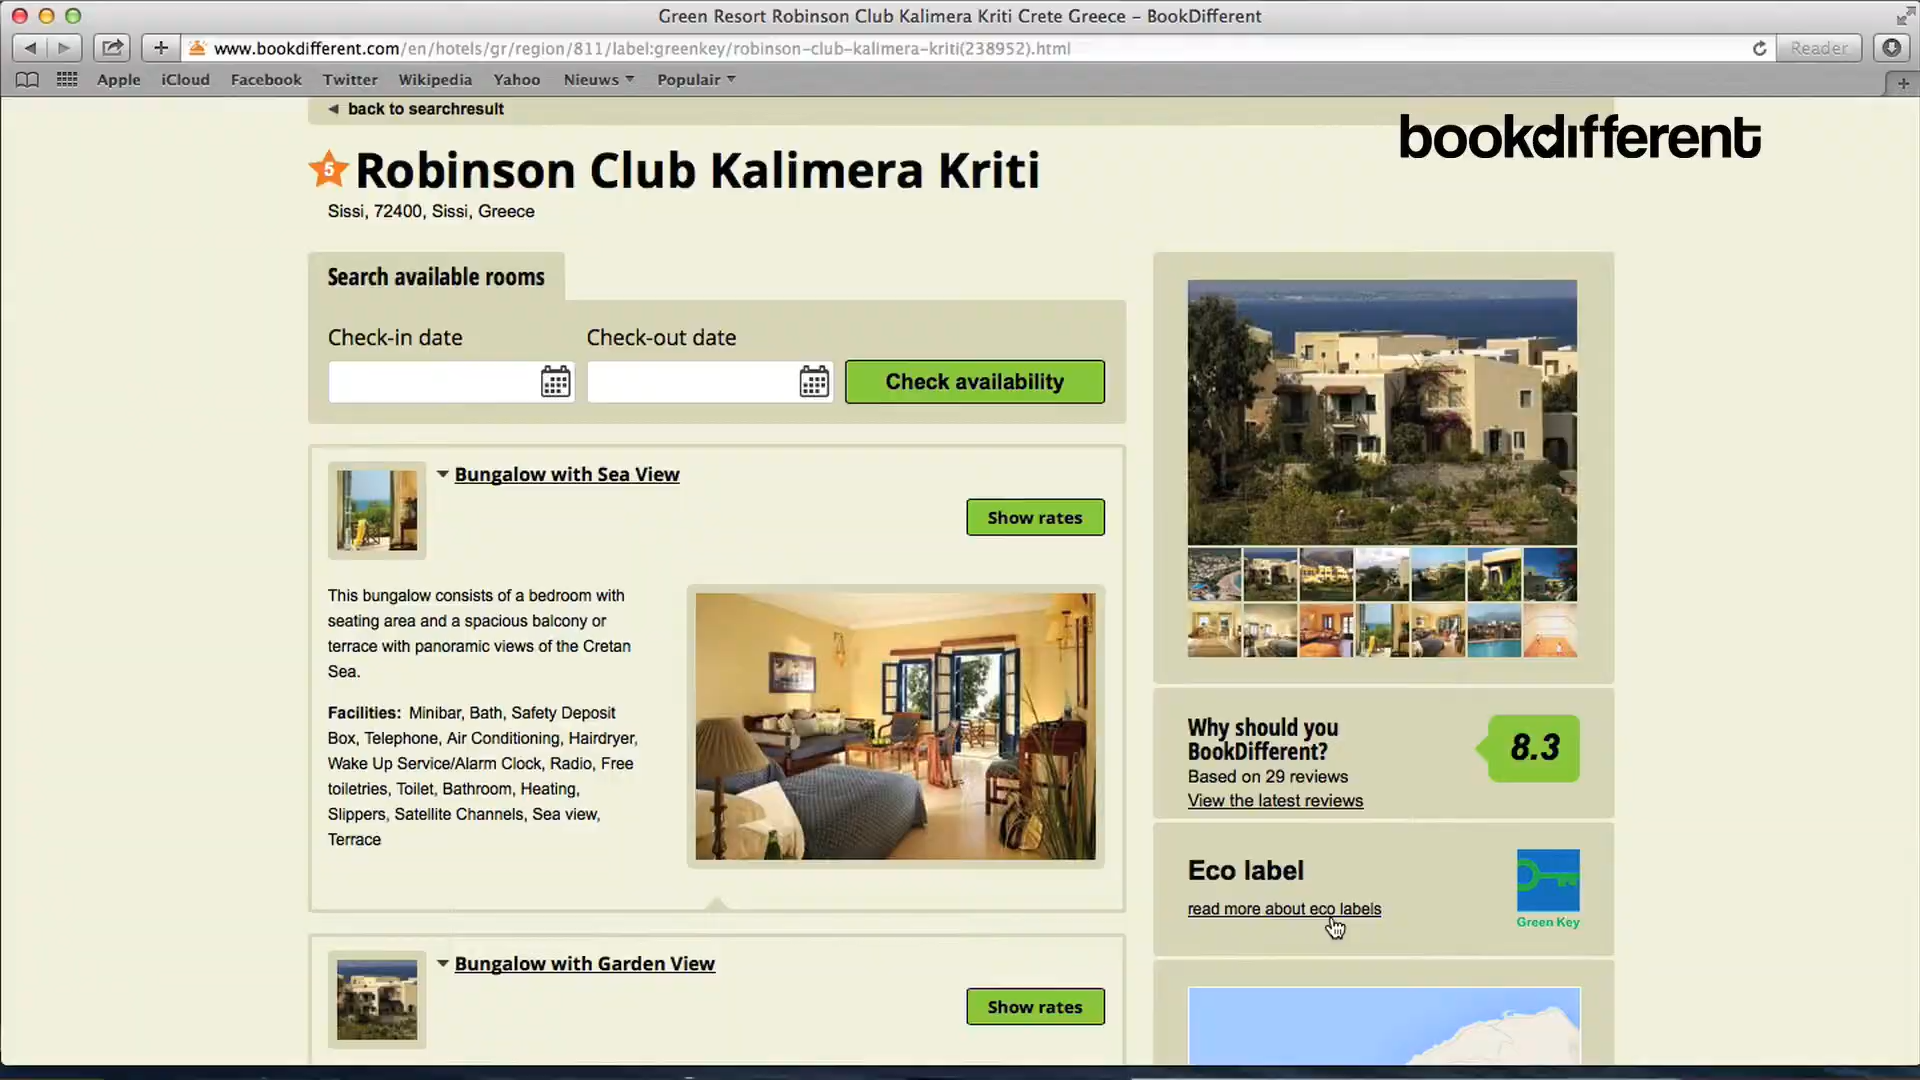 Green Resort Robinson Club Kalimera Kriti Crete Greece – BookDifferent
www.bookdifferent.com/en/hotels/gr/region/811/label:greenkey/robinson-club-kalimera-kriti(238952).html
Reader
Apple iCloud Facebook Twitter Wikipedia Yahoo Nieuws Populair
back to searchresult
bookdifferent
5 Robinson Club Kalimera Kriti
Sissi, 72400, Sissi, Greece
Search available rooms
Check-in date Check-out date
Check availability
Bungalow with Sea View
Show rates
This bungalow consists of a bedroom with
seating area and a spacious balcony or
terrace with panoramic views of the Cretan
Sea.
Facilities: Minibar, Bath, Safety Deposit
Box, Telephone, Air Conditioning, Hairdryer,
Wake Up Service/Alarm Clock, Radio, Free
toiletries, Toilet, Bathroom, Heating,
Slippers, Satellite Channels, Sea view,
Terrace
Bungalow with Garden View
Show rates
Why should you
BookDifferent?
8.3
Based on 29 reviews
View the latest reviews
Eco label
read more about eco labels
Green Key